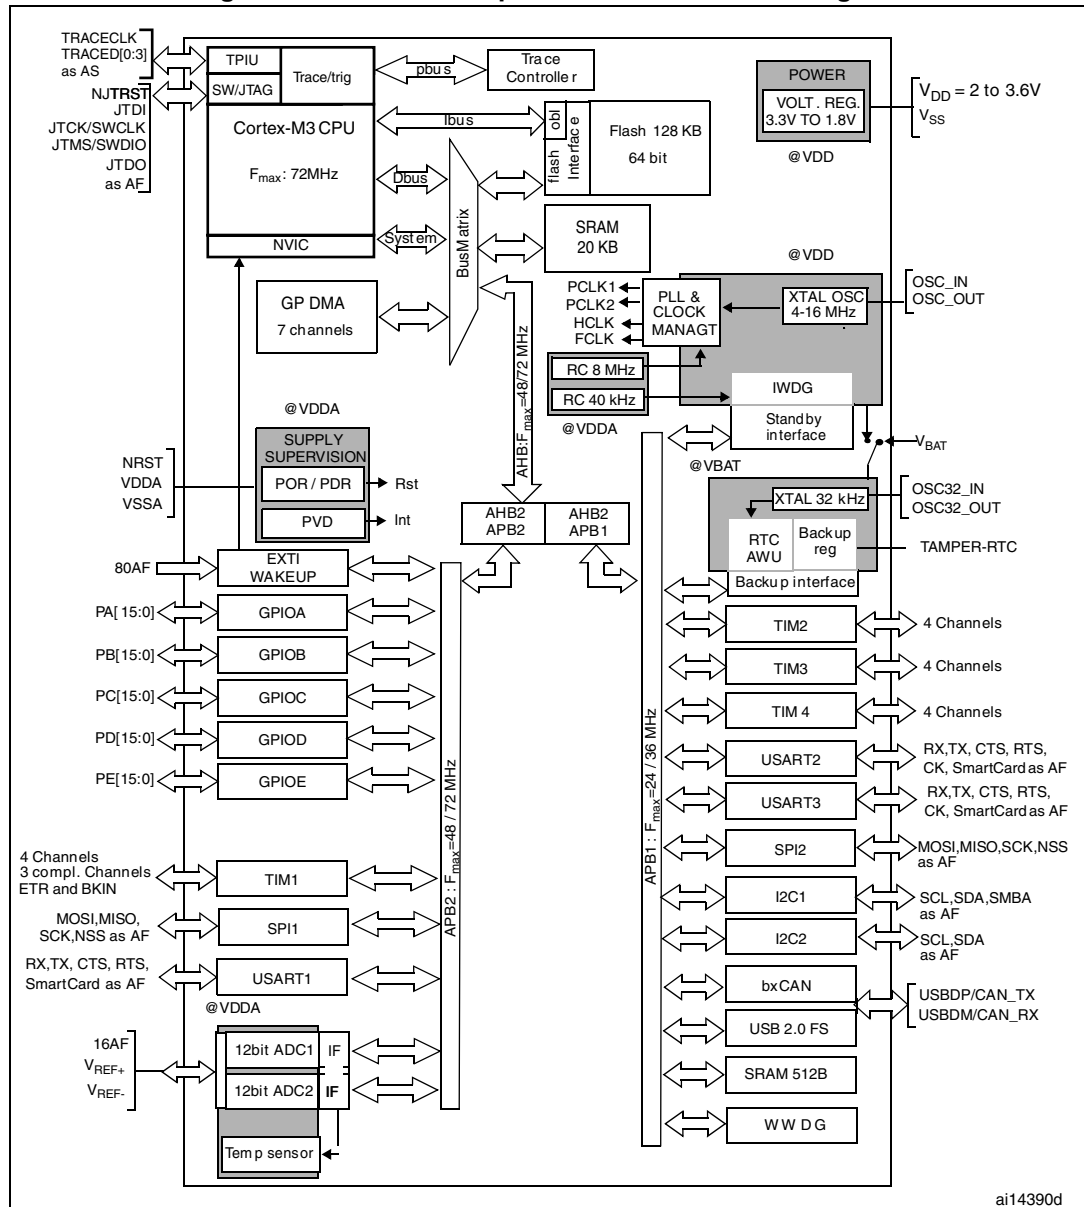 TRACECLK
TRACED[0:3]
as AS
NJTRST
JTDI
JTCK/SWCLK
JTMS/SWDIO
JTDO
as AF
TPIU
SW/JTAG
Trace/trig
Cortex-M3 CPU
Fmax: 72MHz
NVIC
pbus
Trace
Controller
Ibus
Dbus
System
BusMatrix
obl
flash
Interface
Flash 128 KB
64 bit
SRAM
20 KB
POWER
VOLT. REG.
3.3V TO 1.8V
@VDD
VDD = 2 to 3.6V
VSS
GP DMA
7 channels
AHB:Fmax=48/72 MHz
PCLK1
PCLK2
HCLK
FCLK
PLL &
CLOCK
MANAGT
@VDD
XTAL OSC
4-16 MHz
OSC_IN
OSC_OUT
RC 8 MHz
RC 40 kHz
@VDDA
IWDG
Standby
interface
VBAT
@VBAT
XTAL 32 kHz
OSC32_IN
OSC32_OUT
RTC
AWU
Backup
reg
Backup interface
TAMPER-RTC
@VDDA
SUPPLY
SUPERVISION
POR / PDR
PVD
Rst
Int
NRST
VDDA
VSSA
AHB2
APB2
AHB2
APB1
80AF
EXTI
WAKEUP
PA[15:0]
GPIOA
PB[15:0]
GPIOB
PC[15:0]
GPIOC
PD[15:0]
GPIOD
PE[15:0]
GPIOE
4 Channels
3 compl. Channels
ETR and BKIN
TIM1
MOSI,MISO,
SCK,NSS as AF
SPI1
RX,TX, CTS, RTS,
SmartCard as AF
USART1
@VDDA
16AF
VREF+
VREF-
12bit ADC1
IF
12bit ADC2
IF
Temp sensor
APB2 : Fmax=48 / 72 MHz
APB1 : Fmax=24 / 36 MHz
TIM2
4 Channels
TIM3
4 Channels
TIM 4
4 Channels
USART2
RX,TX, CTS, RTS,
CK, SmartCard as AF
USART3
RX,TX, CTS, RTS,
CK, SmartCard as AF
SPI2
MOSI,MISO,SCK,NSS
as AF
I2C1
SCL,SDA,SMBA
as AF
I2C2
SCL,SDA
as AF
bxCAN
USBDP/CAN_TX
USBDM/CAN_RX
USB 2.0 FS
SRAM 512B
WWDG
ai14390d